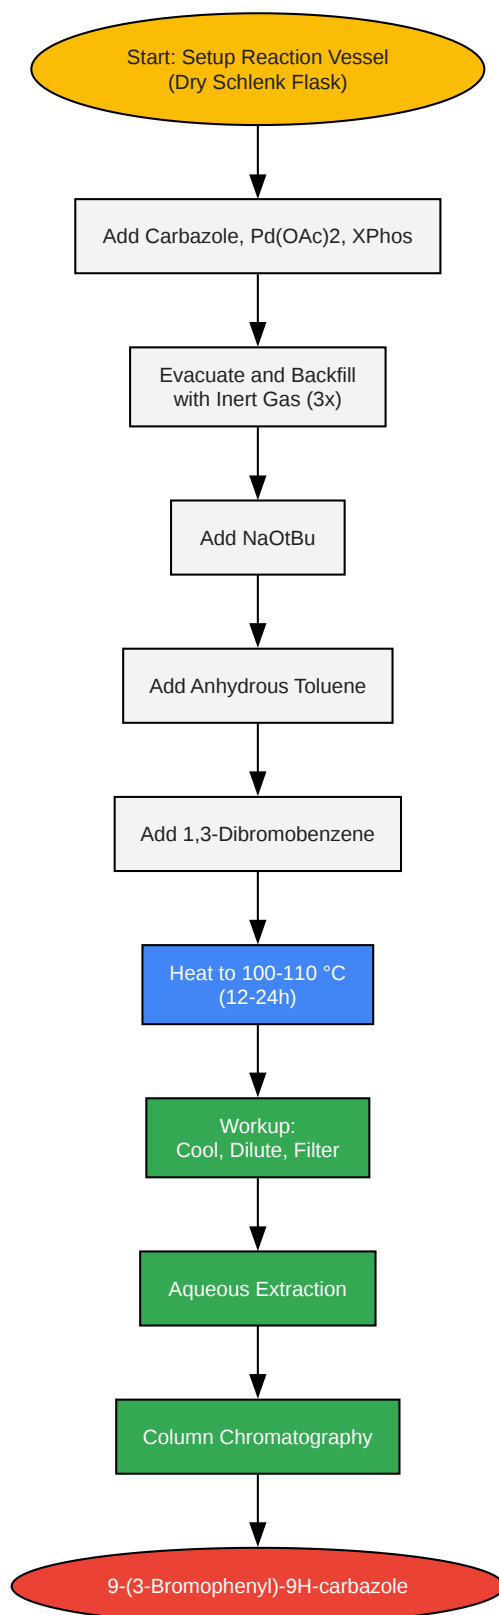 Start: Setup Reaction Vessel
(Dry Schlenk Flask)
Add Carbazole, Pd(OAc)2, XPhos
Evacuate and Backfill
with Inert Gas (3x)
Add NaOtBu
Add Anhydrous Toluene
Add 1,3-Dibromobenzene
Heat to 100-110 °C
(12-24h)
Workup:
Cool, Dilute, Filter
Aqueous Extraction
Column Chromatography
9-(3-Bromophenyl)-9H-carbazole